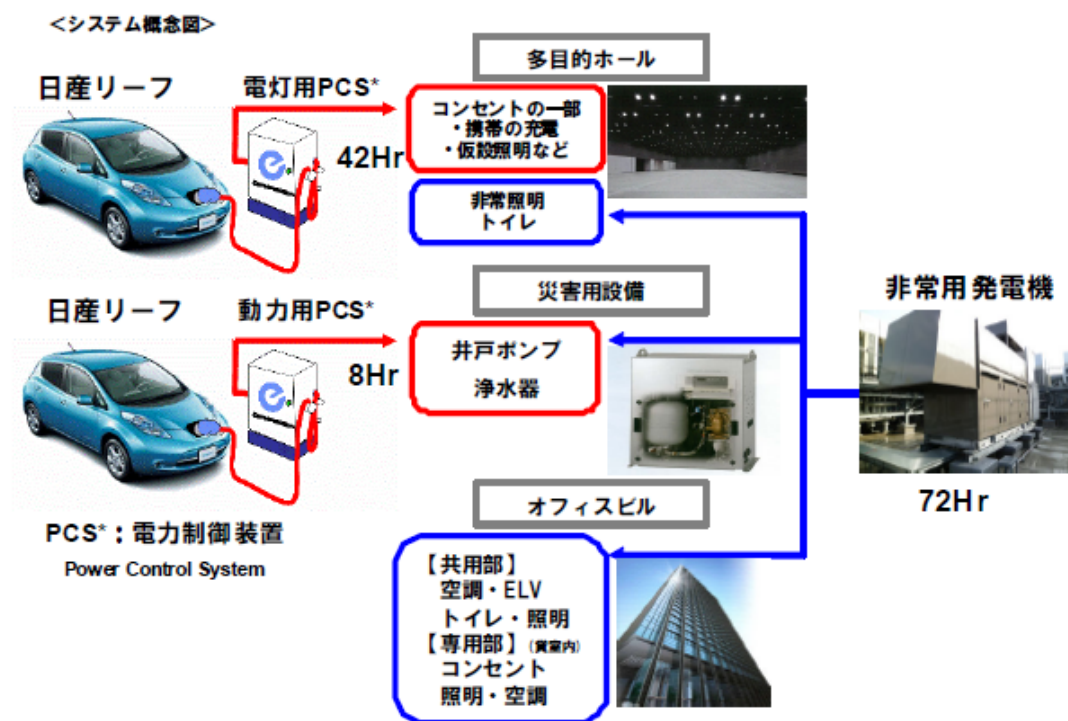 <システム概念図>
多目的ホール
日産リーフ
電灯用PCS*
42Hr
コンセントの一部
・携帯の充電
・仮設照明など
非常照明
トイレ
災害用設備
日産リーフ
動力用PCS*
8Hr
井戸ポンプ
浄水器
非常用発電機
72Hr
オフィスビル
PCS*：電力制御装置
Power Control System
【共用部】
空調・ELV
トイレ・照明
【専用部】(貸室内)
コンセント
照明・空調